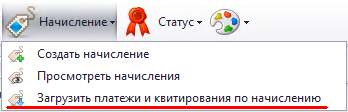 Начисление Статус
Создать начисление
Просмотреть начисления
Загрузить платежи и квитирования по начислению